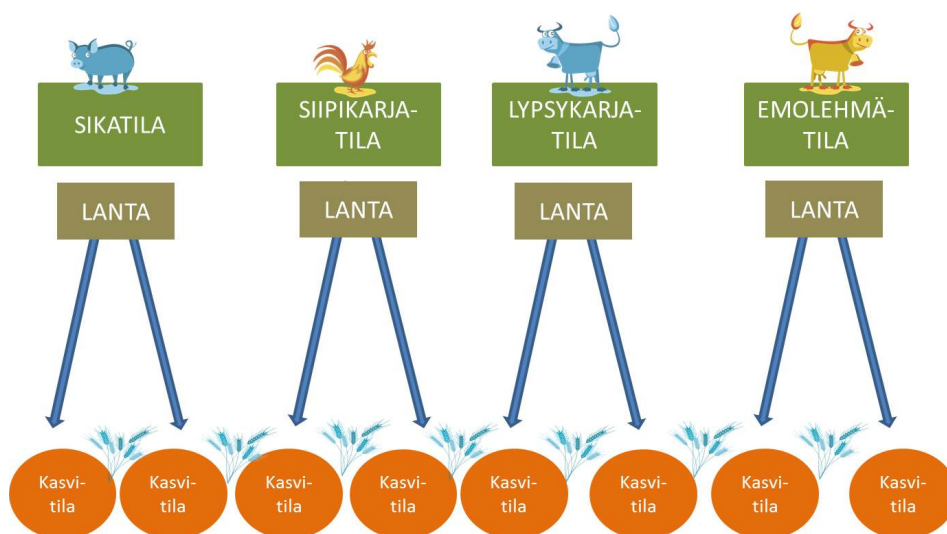 SIKATILA
SIIPIKARJA-
TILA
LYPSYKARJA-
TILA
EMOLEHMÄ-
TILA
LANTA
LANTA
LANTA
LANTA
Kasvi-
tila
Kasvi-
tila
Kasvi-
tila
Kasvi-
tila
Kasvi-
tila
Kasvi-
tila
Kasvi-
tila
Kasvi-
tila